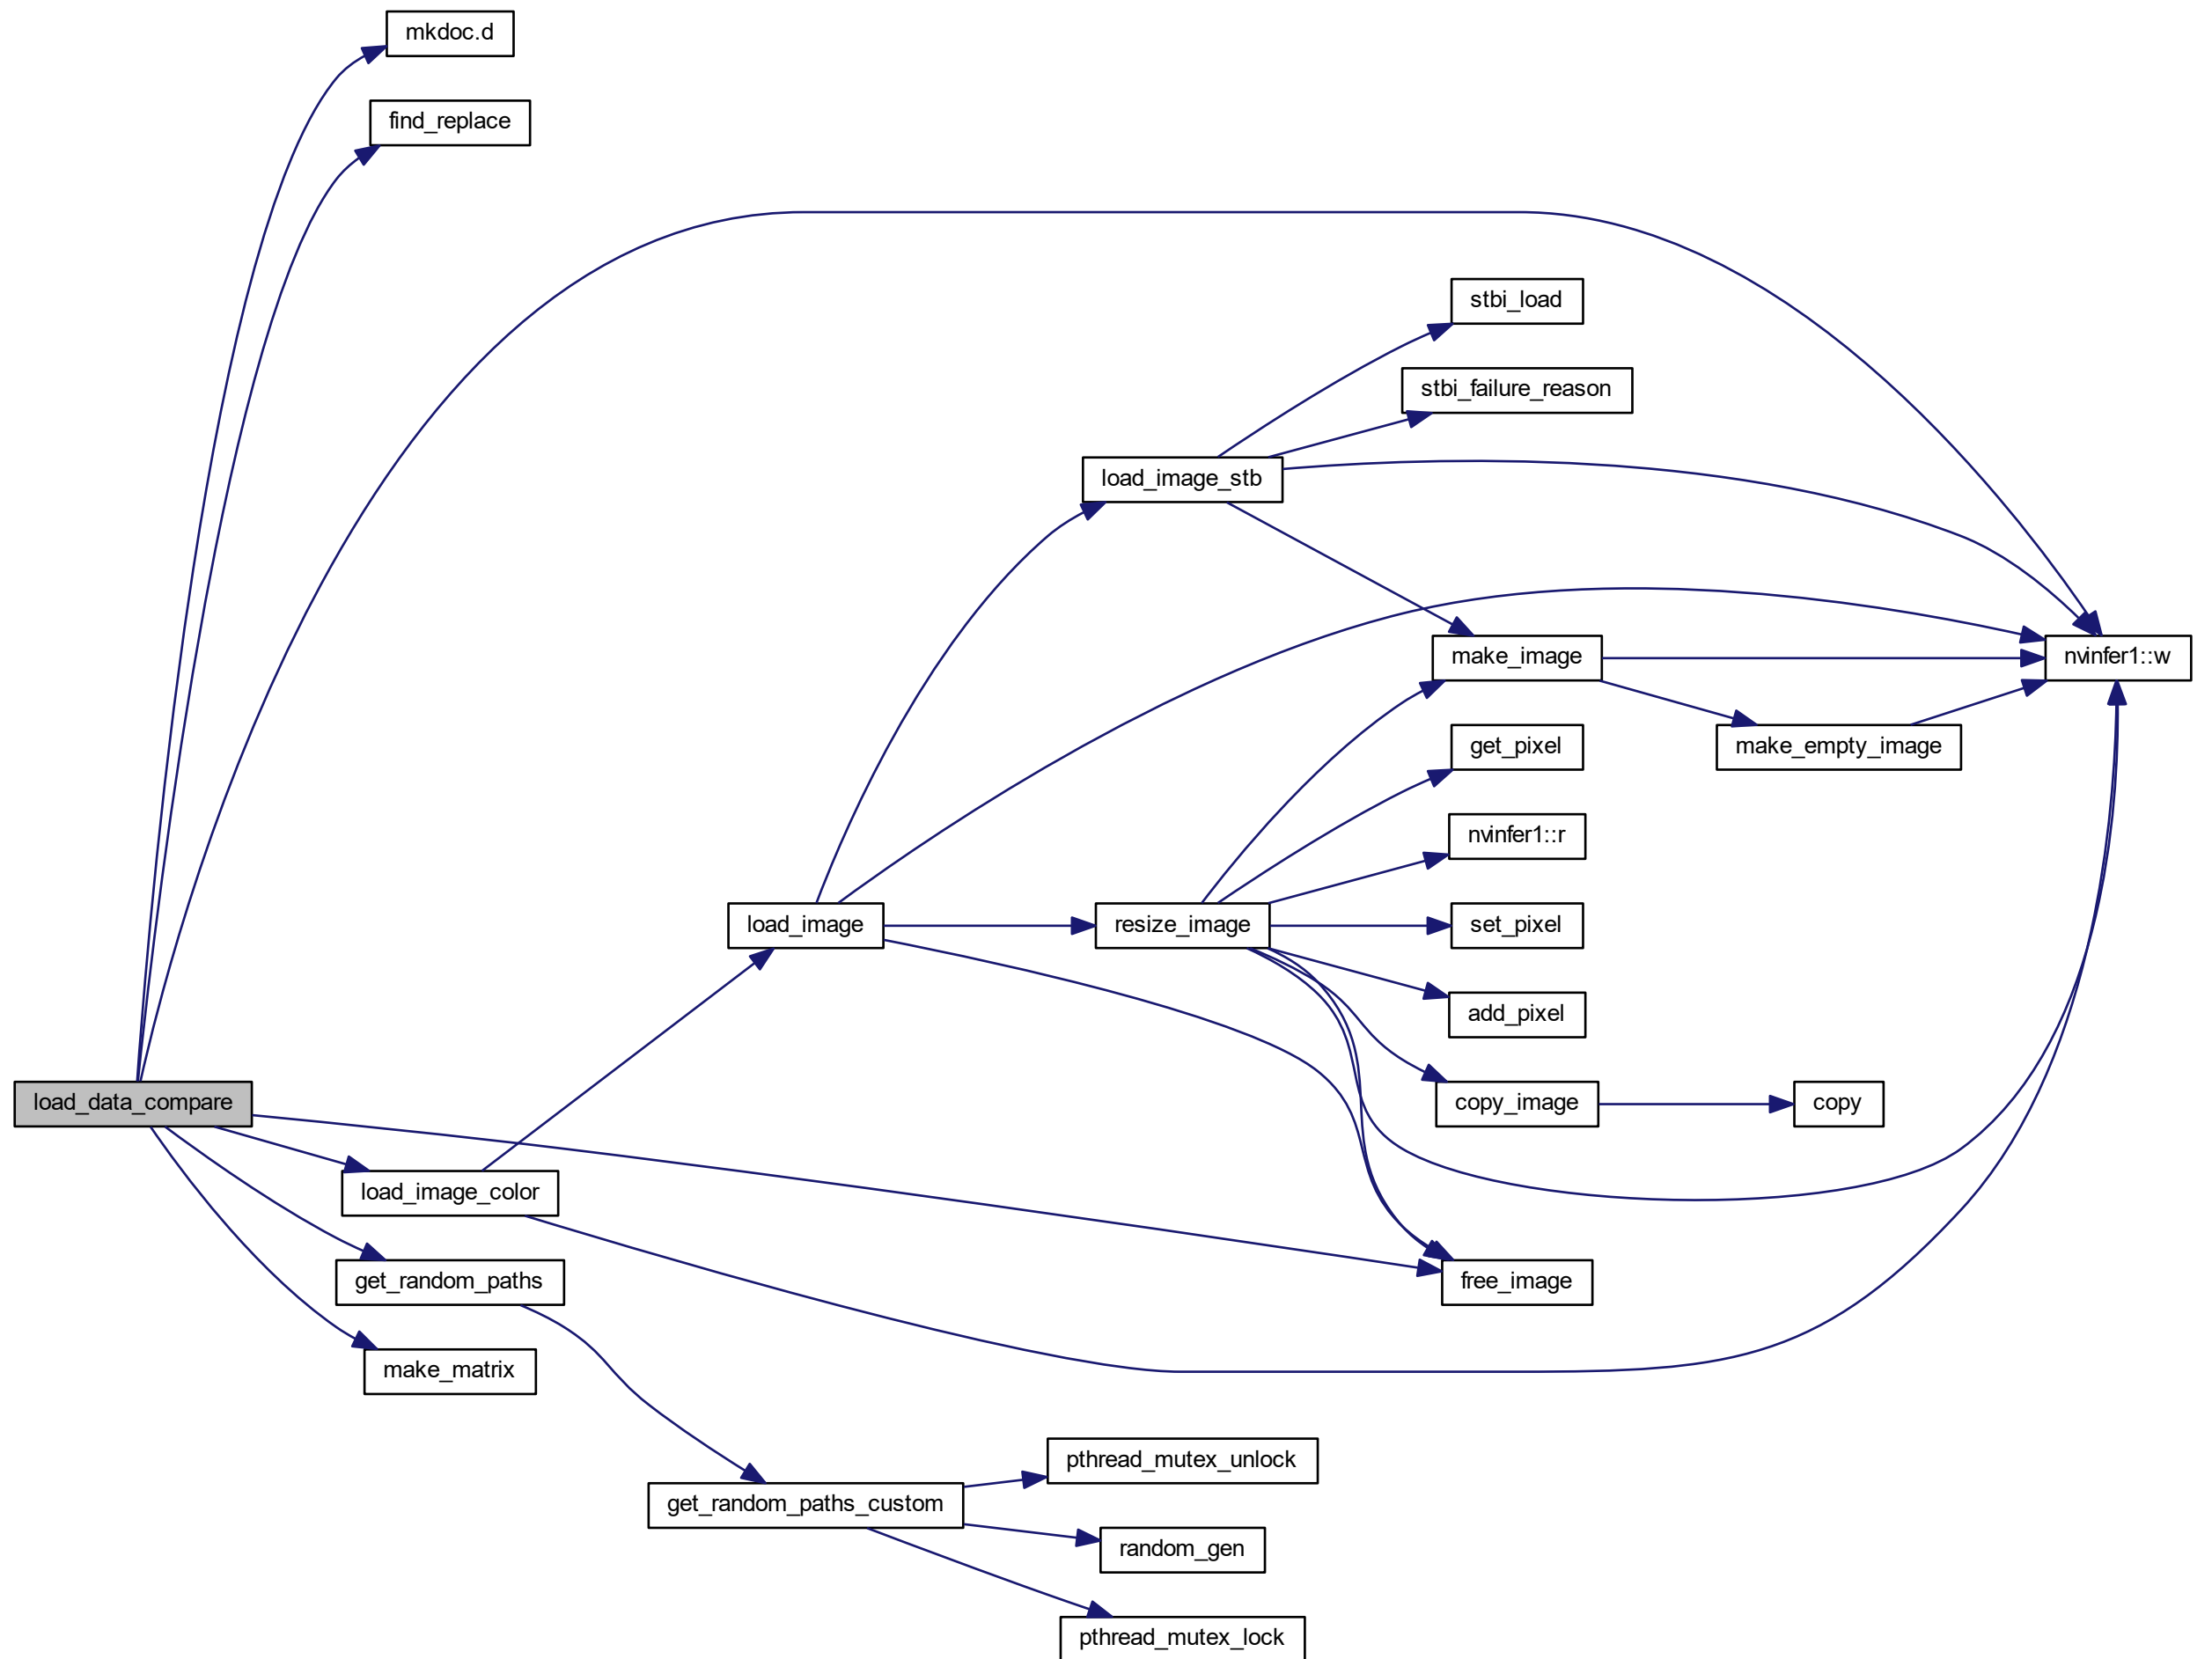 mkdoc.d
find_replace
stbi_load
stbi_failure_reason
load_image_stb
make_image
nvinfer1::w
get_pixel
make_empty_image
nvinfer1::r
load_image
resize_image
set_pixel
add_pixel
load_data_compare
copy_image
copy
load_image_color
get_random_paths
free_image
make_matrix
pthread_mutex_unlock
get_random_paths_custom
random_gen
pthread_mutex_lock